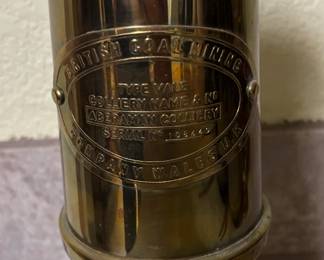 BRITISH COAL MINING
TYPE VALE
COLLIERY NAME & NO
ABERAMAN COLLIERY
SERIAL NO
COMPANY WALES U.K